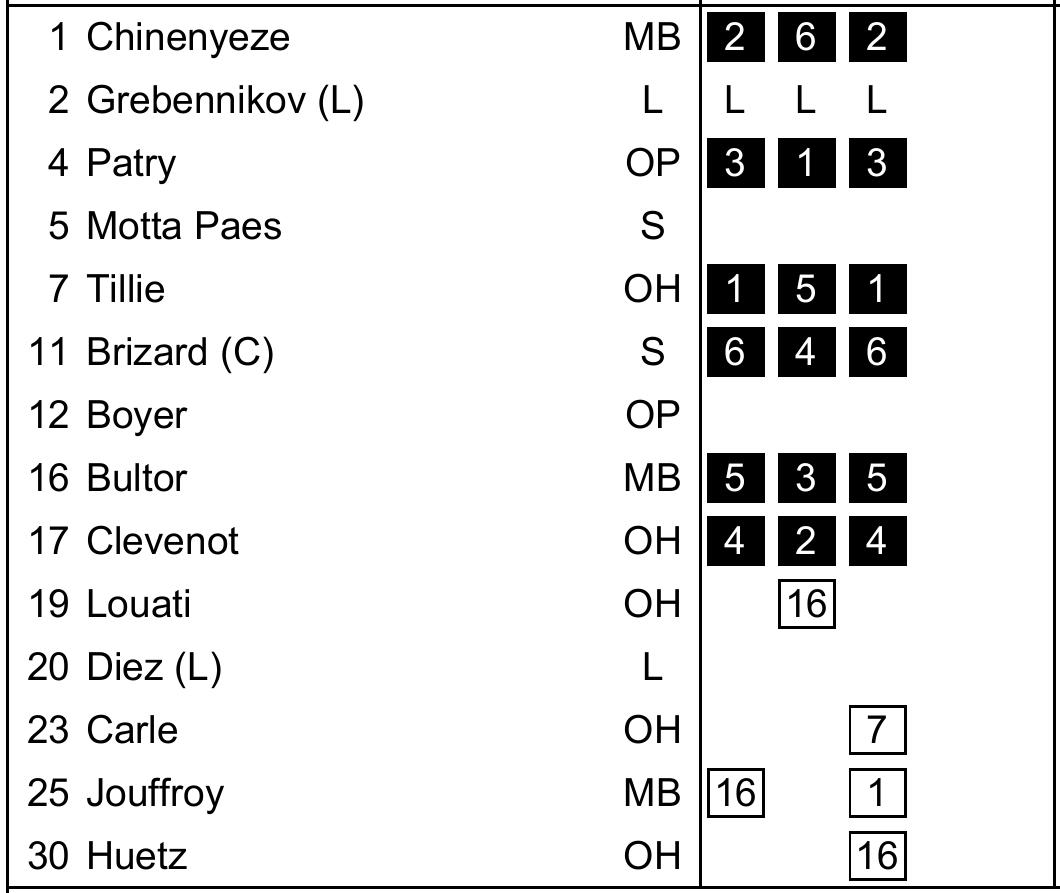 1 Chinenyeze MB 2 6 2
2 Grebennikov (L) L L L L
4 Patry OP 3 1 3
5 Motta Paes S
7 Tillie OH 1 5 1
11 Brizard (C) S 6 4 6
12 Boyer OP
16 Bultor MB 5 3 5
17 Clevenot OH 4 2 4
19 Louati OH 16
20 Diez (L) L
23 Carle OH 7
25 Jouffroy MB 16 1
30 Huetz OH 16